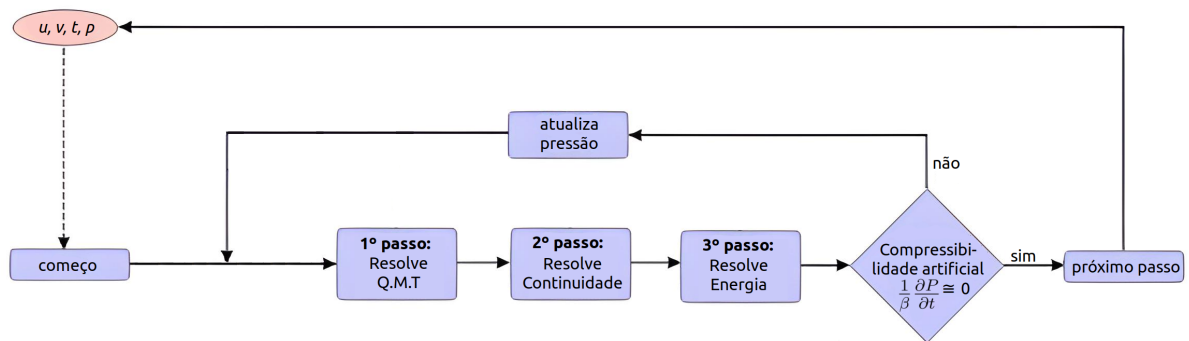 u, v, t, p
atualiza
pressão
não
começo
1º passo:
Resolve
Q.M.T
2º passo:
Resolve
Continuidade
3º passo:
Resolve
Energia
Compressibi-
lidade artificial
1/β ∂P/∂t ≅ 0
sim
próximo passo